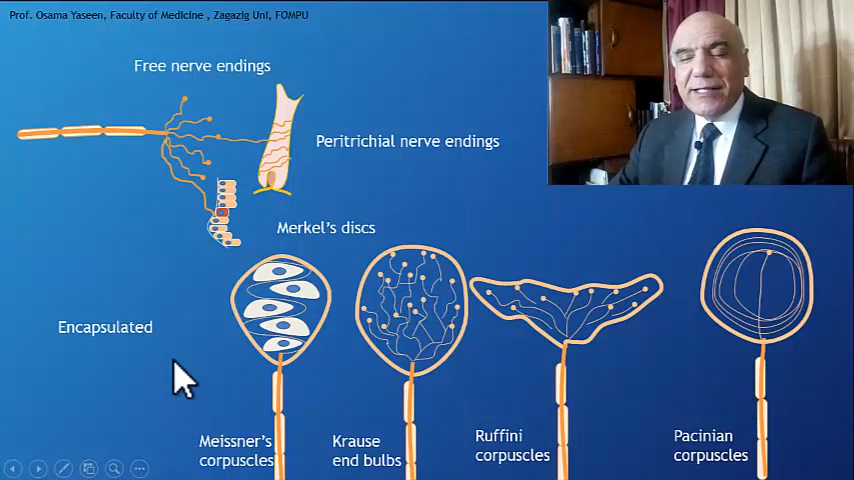 Prof. Osama Yaseen, Faculty of Medicine , Zagazig Uni, FOMPU
Free nerve endings
Peritrichial nerve endings
Merkel's discs
Encapsulated
Meissner's
corpuscles
Krause
end bulbs
Ruffini
corpuscles
Pacinian
corpuscles